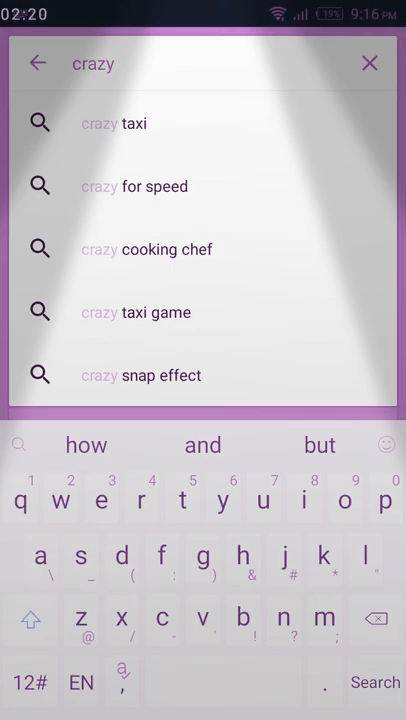 02:20 19% 9:16 PM
crazy
crazy taxi
crazy for speed
crazy cooking chef
crazy taxi game
crazy snap effect
how and but
1 2 3 4 5 6 7 8 9 0
q w e r t y u i o p
a s d f g h j k l
\ _ ( : ) & # * "
z x c v b n m
@ / - ' ! ? ;
12# EN a , . Search